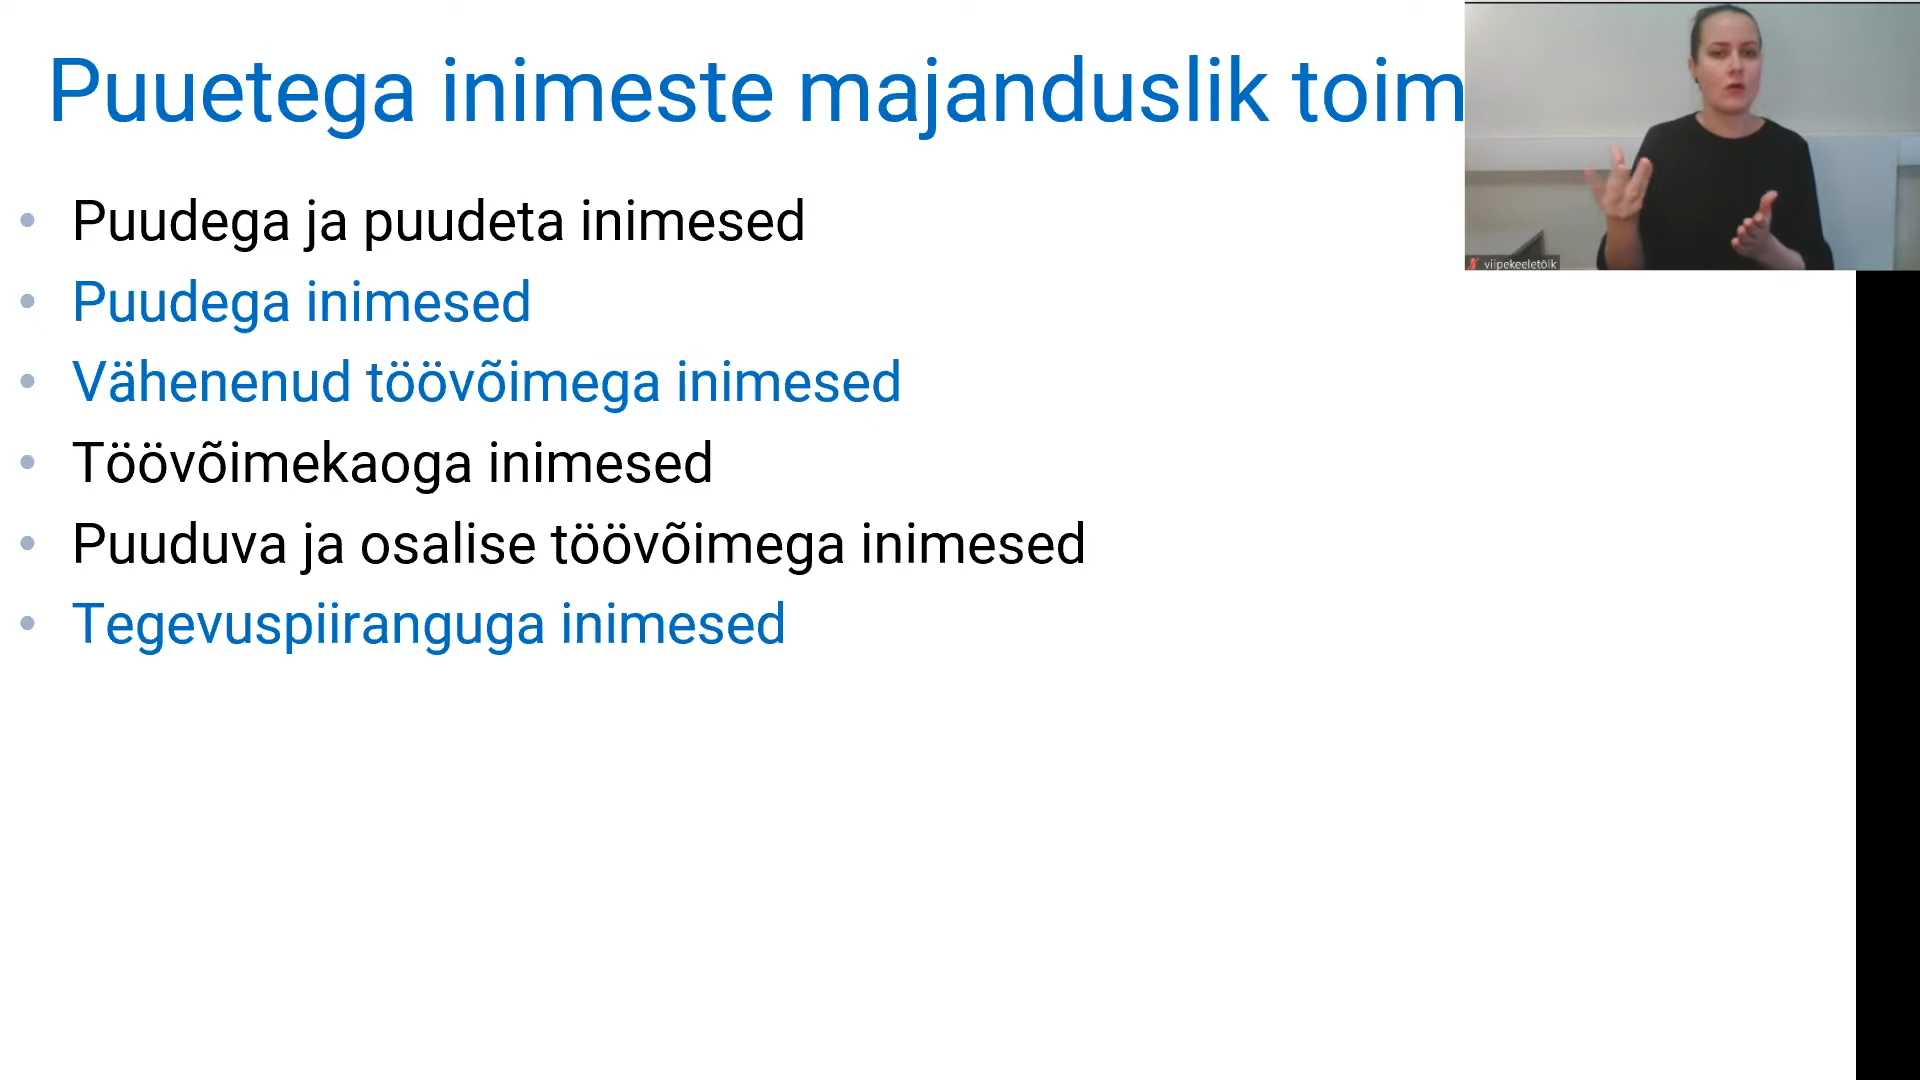 Puuetega inimeste majanduslik toim
Puudega ja puudeta inimesed
Puudega inimesed
Vähenenud töövõimega inimesed
Töövõimekaoga inimesed
Puuduva ja osalise töövõimega inimesed
Tegevuspiiranguga inimesed
viipekeeletõlk